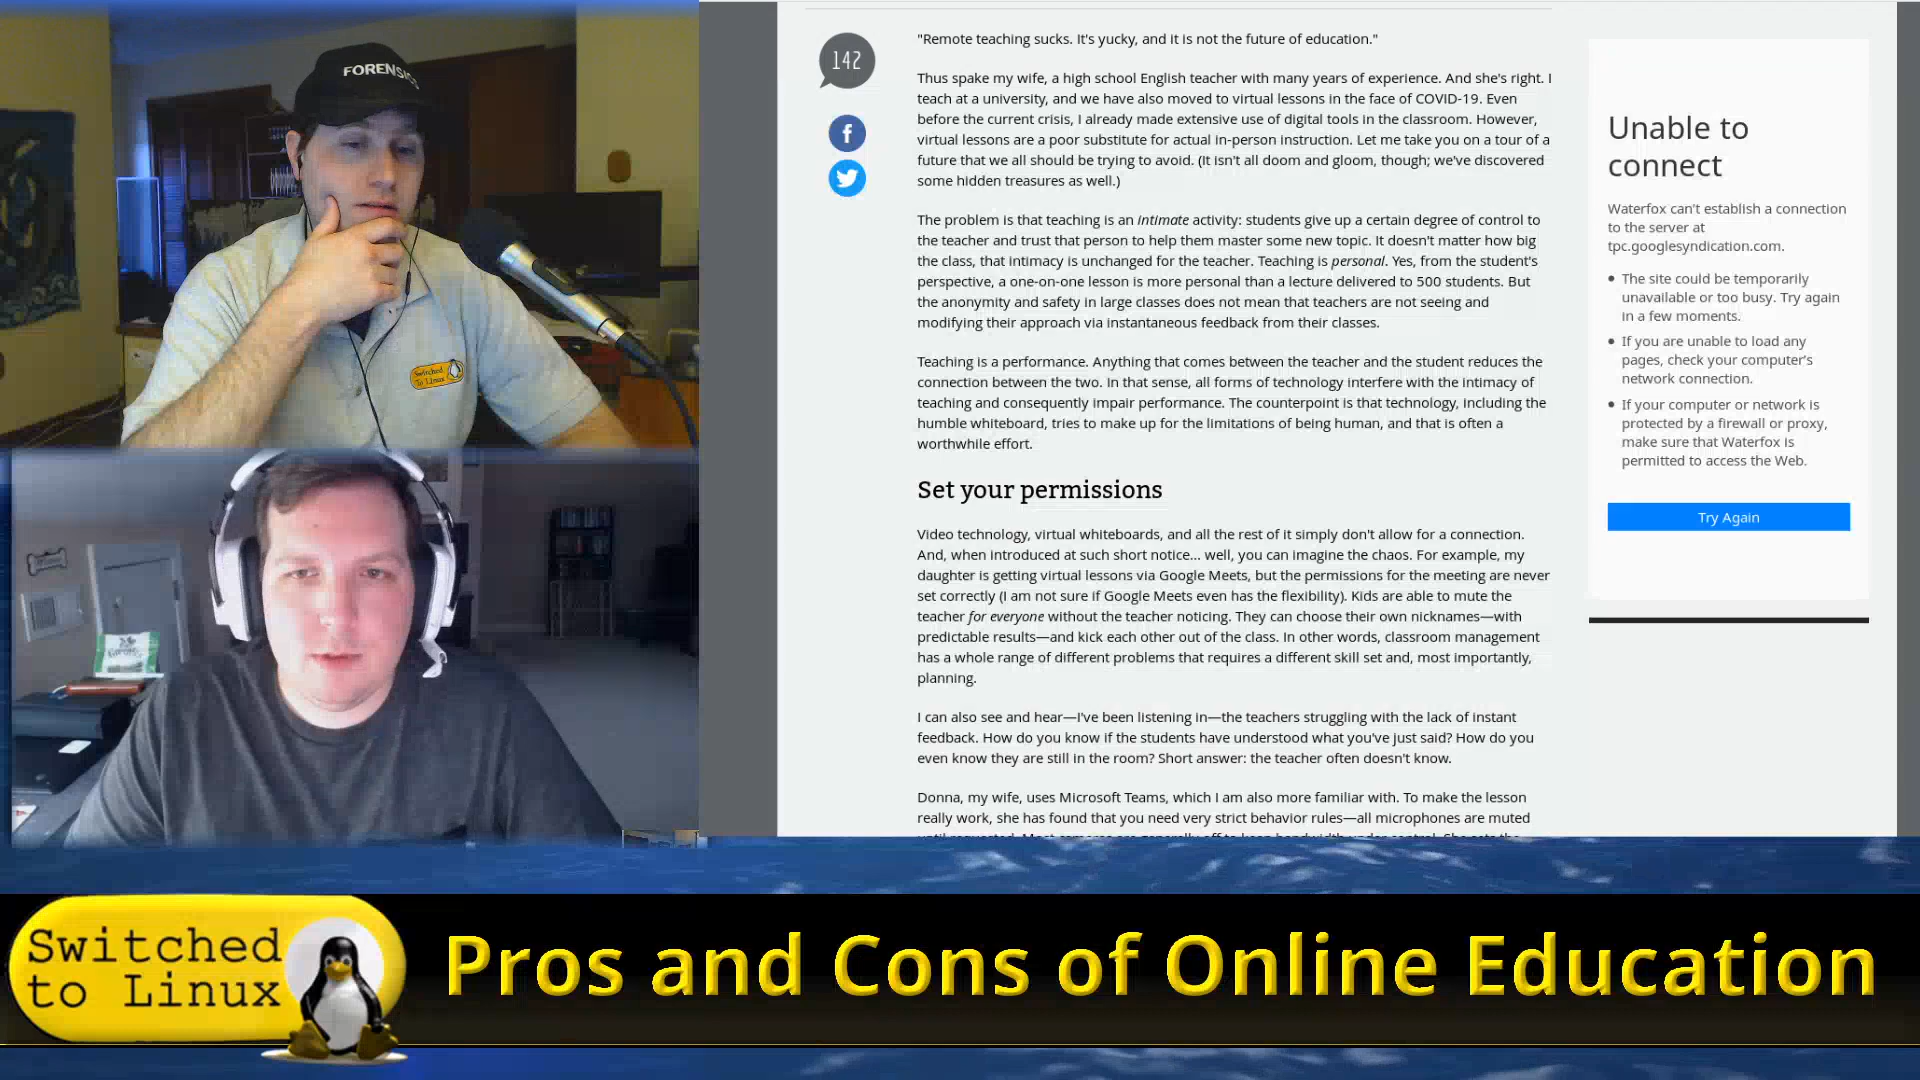 FORENSIC
Switched
To Linux
142
"Remote teaching sucks. It's yucky, and it is not the future of education."
Thus spake my wife, a high school English teacher with many years of experience. And she's right. I
teach at a university, and we have also moved to virtual lessons in the face of COVID-19. Even
before the current crisis, I already made extensive use of digital tools in the classroom. However,
virtual lessons are a poor substitute for actual in-person instruction. Let me take you on a tour of a
future that we all should be trying to avoid. (It isn't all doom and gloom, though; we've discovered
some hidden treasures as well.)
The problem is that teaching is an intimate activity: students give up a certain degree of control to
the teacher and trust that person to help them master some new topic. It doesn't matter how big
the class, that intimacy is unchanged for the teacher. Teaching is personal. Yes, from the student's
perspective, a one-on-one lesson is more personal than a lecture delivered to 500 students. But
the anonymity and safety in large classes does not mean that teachers are not seeing and
modifying their approach via instantaneous feedback from their classes.
Teaching is a performance. Anything that comes between the teacher and the student reduces the
connection between the two. In that sense, all forms of technology interfere with the intimacy of
teaching and consequently impair performance. The counterpoint is that technology, including the
humble whiteboard, tries to make up for the limitations of being human, and that is often a
worthwhile effort.
Set your permissions
Video technology, virtual whiteboards, and all the rest of it simply don't allow for a connection.
And, when introduced at such short notice... well, you can imagine the chaos. For example, my
daughter is getting virtual lessons via Google Meets, but the permissions for the meeting are never
set correctly (I am not sure if Google Meets even has the flexibility). Kids are able to mute the
teacher for everyone without the teacher noticing. They can choose their own nicknames—with
predictable results—and kick each other out of the class. In other words, classroom management
has a whole range of different problems that requires a different skill set and, most importantly,
planning.
I can also see and hear—I've been listening in—the teachers struggling with the lack of instant
feedback. How do you know if the students have understood what you've just said? How do you
even know they are still in the room? Short answer: the teacher often doesn't know.
Donna, my wife, uses Microsoft Teams, which I am also more familiar with. To make the lesson
really work, she has found that you need very strict behavior rules—all microphones are muted
Unable to
connect
Waterfox can't establish a connection
to the server at
tpc.googlesyndication.com.
The site could be temporarily
unavailable or too busy. Try again
in a few moments.
If you are unable to load any
pages, check your computer's
network connection.
If your computer or network is
protected by a firewall or proxy,
make sure that Waterfox is
permitted to access the Web.
Try Again
Switched
to Linux
Pros and Cons of Online Education